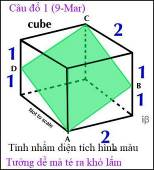 Câu đố 1 (9-Mar)
cube
C
2
1
D
1
1
B
1
Not to scale
A
2
iβ
Tính nhẩm diện tích hình màu
Tưởng dễ mà té ra khó lắm